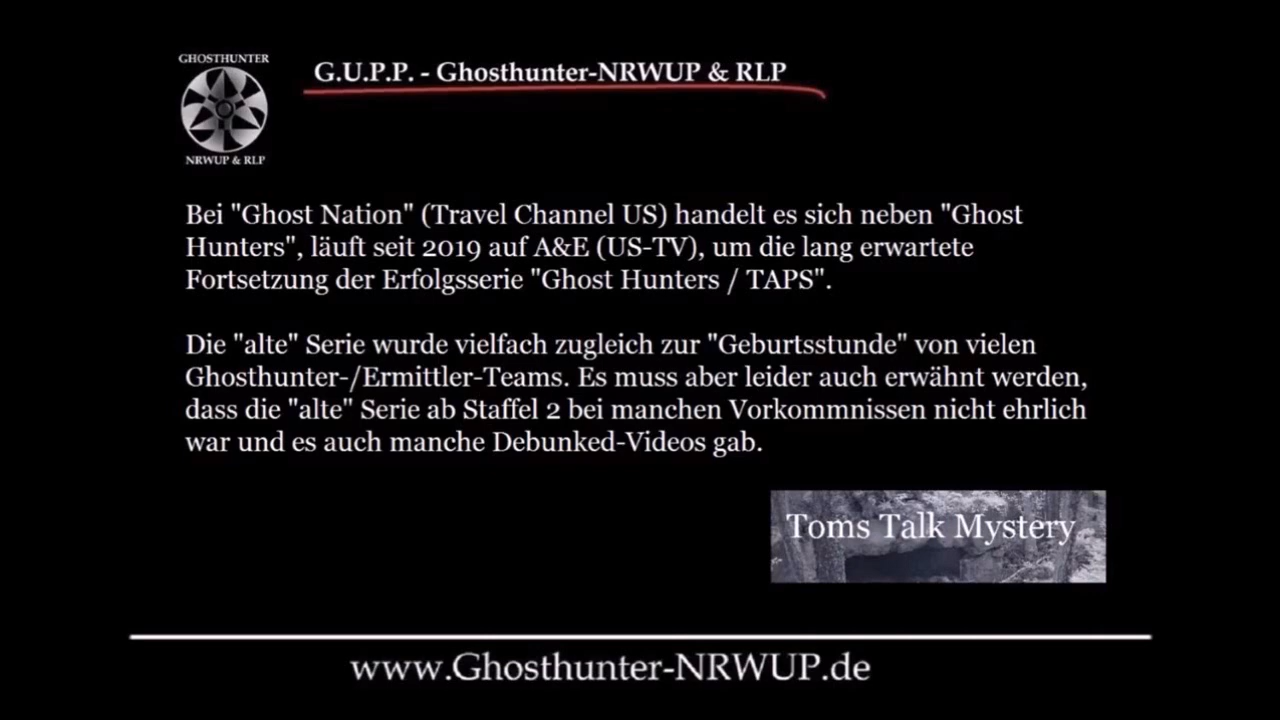 GHOSTHUNTER
NRWUP & RLP
G.U.P.P. - Ghosthunter-NRWUP & RLP
Bei "Ghost Nation" (Travel Channel US) handelt es sich neben "Ghost
Hunters", läuft seit 2019 auf A&E (US-TV), um die lang erwartete
Fortsetzung der Erfolgsserie "Ghost Hunters / TAPS".
Die "alte" Serie wurde vielfach zugleich zur "Geburtsstunde" von vielen
Ghosthunter-/Ermittler-Teams. Es muss aber leider auch erwähnt werden,
dass die "alte" Serie ab Staffel 2 bei manchen Vorkommnissen nicht ehrlich
war und es auch manche Debunked-Videos gab.
Toms Talk Mystery
www.Ghosthunter-NRWUP.de